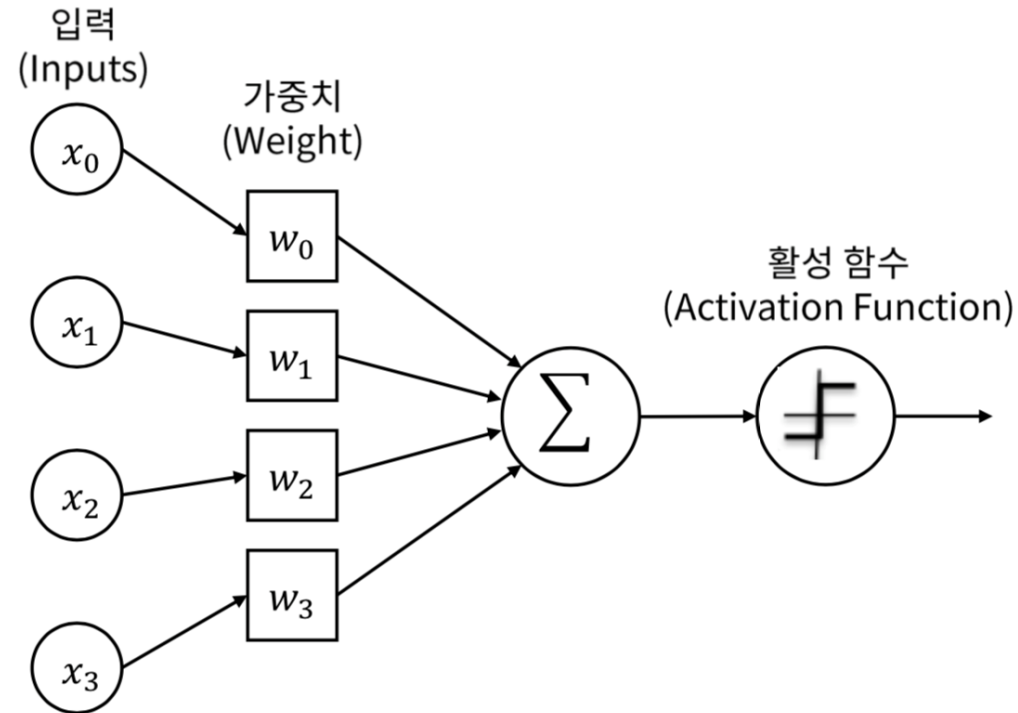 입력
(Inputs)
가중치
(Weight)
x₀
w₀
활성 함수
(Activation Function)
x₁
w₁
∑
x₂
w₂
w₃
x₃